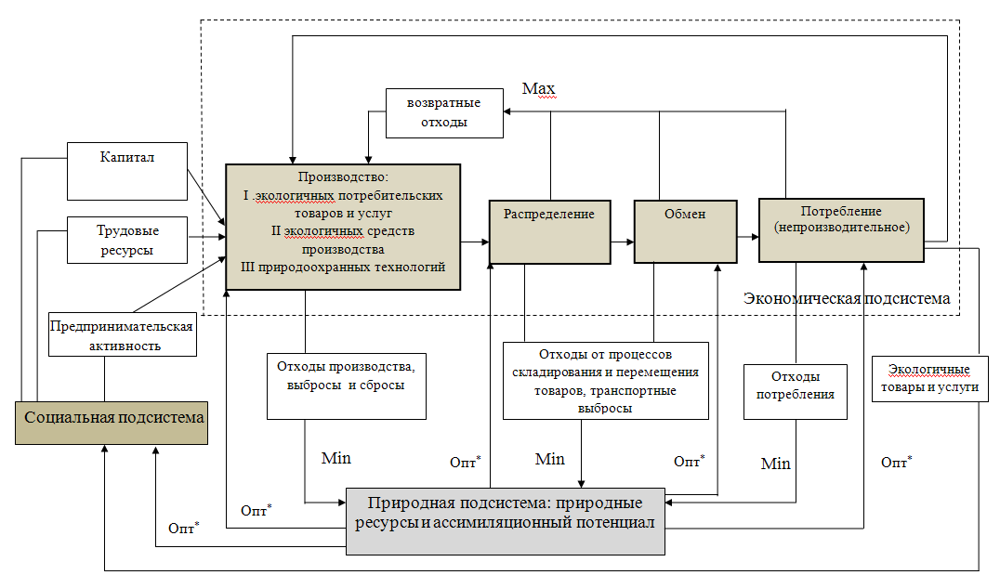 Max
возвратные
отходы
Капитал
Производство:
I .экологичных потребительских
товаров и услуг
II экологичных средств
производства
III природоохранных технологий
Распределение
Обмен
Потребление
(непроизводительное)
Трудовые
ресурсы
Экономическая подсистема
Предпринимательская
активность
Отходы производства,
выбросы и сбросы
Отходы от процессов
складирования и перемещения
товаров, транспортные
выбросы
Отходы
потребления
Экологичные
товары и услуги
Социальная подсистема
Min
Опт*
Min
Опт*
Min
Опт*
Природная подсистема: природные
ресурсы и ассимиляционный потенциал
Опт*
Опт*